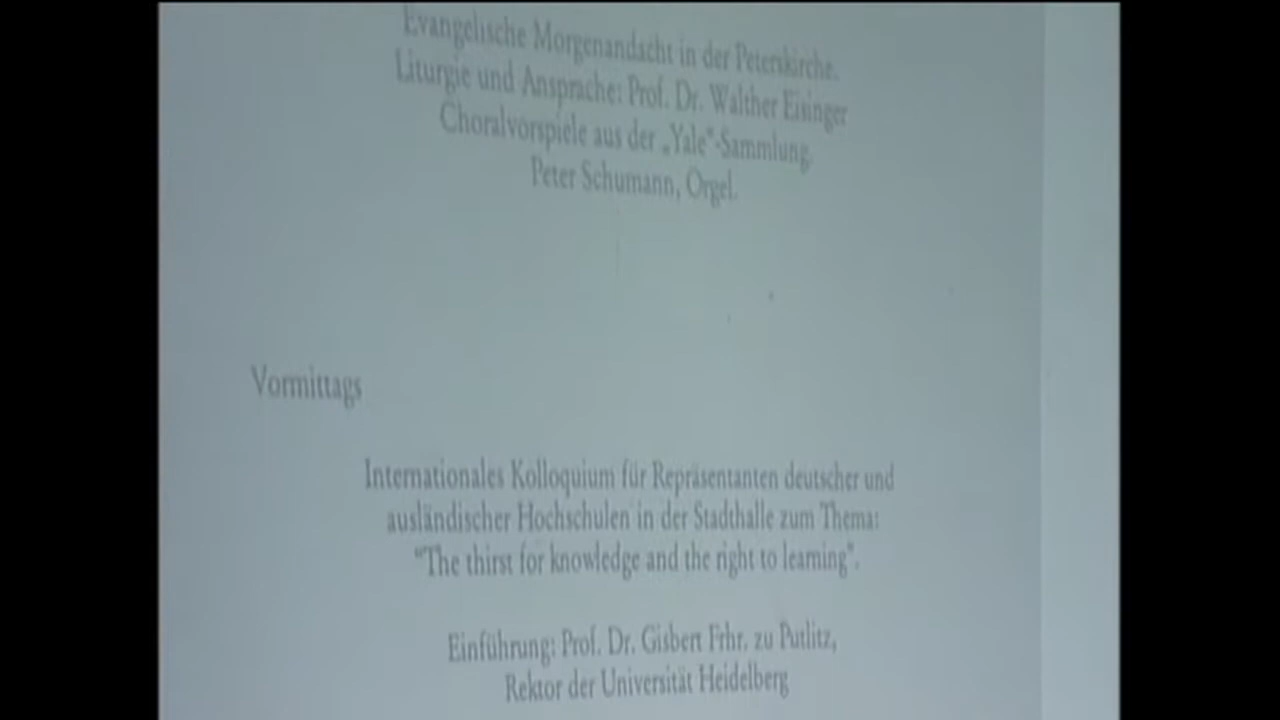 Evangelische Morgenandacht in der Peterskirche.
Liturgie und Ansprache: Prof. Dr. Walther Eisinger
Choralvorspiele aus der „Yale"-Sammlung.
Peter Schumann, Orgel.
Vormittags
Internationales Kolloquium für Repräsentanten deutscher und
ausländischer Hochschulen in der Stadthalle zum Thema:
"The thirst for knowledge and the right to learning".
Einführung: Prof. Dr. Gisbert Frhr. zu Putlitz,
Rektor der Universität Heidelberg